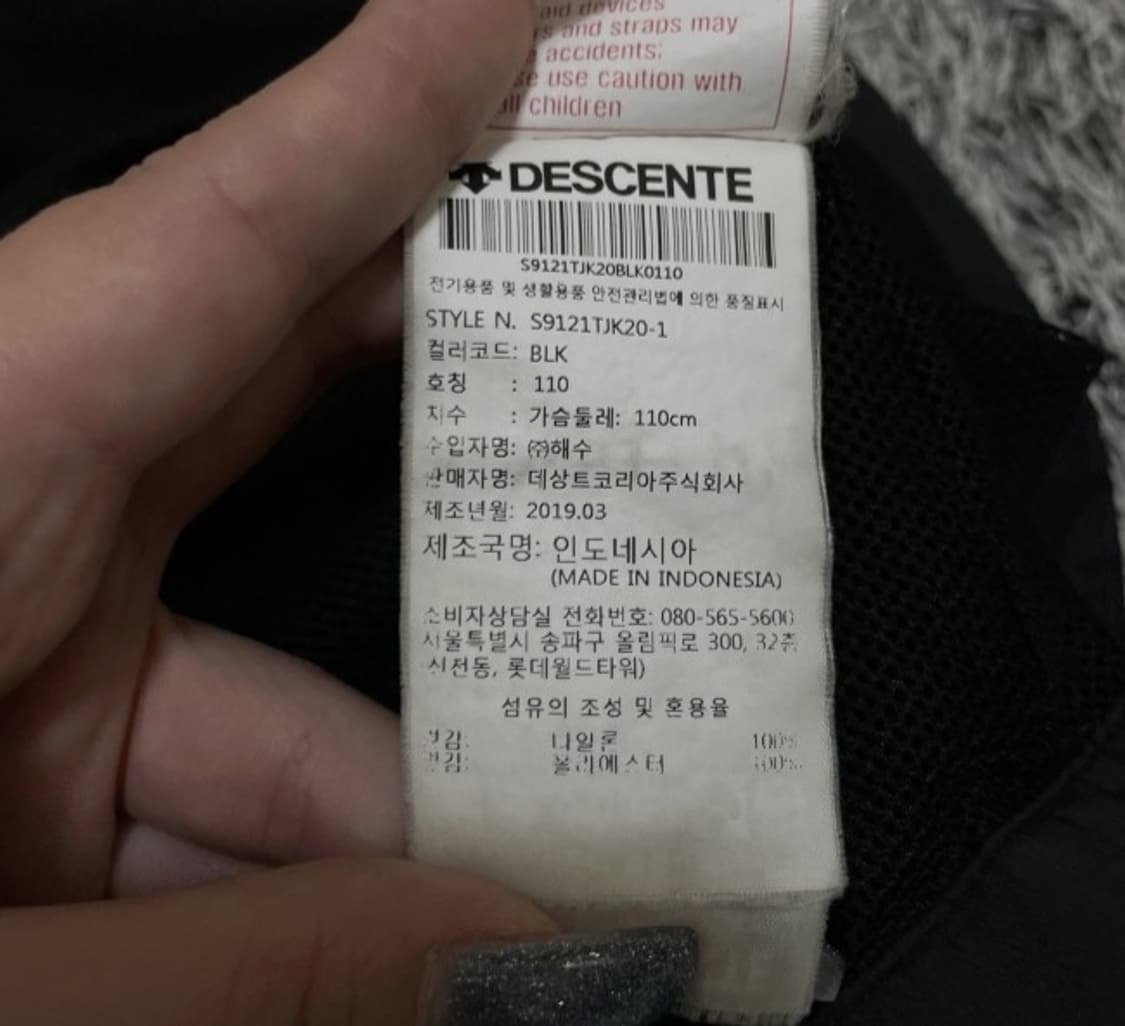 aid devices
and straps may
accidents:
use caution with
children
DESCENTE
S9121TJK20BLK0110
전기용품 및 생활용품 안전관리법에 의한 품질표시
STYLE N. S9121TJK20-1
컬러코드: BLK
호칭 : 110
치수 : 가슴둘레: 110cm
수입자명: ㈜해수
판매자명: 데상트코리아주식회사
제조년월: 2019.03
제조국명: 인도네시아
(MADE IN INDONESIA)
소비자상담실 전화번호: 080-565-5600
서울특별시 송파구 올림픽로 300, 32층
신천동, 롯데월드타워)
섬유의 조성 및 혼용율
나일론 100%
폴리에스터 100%